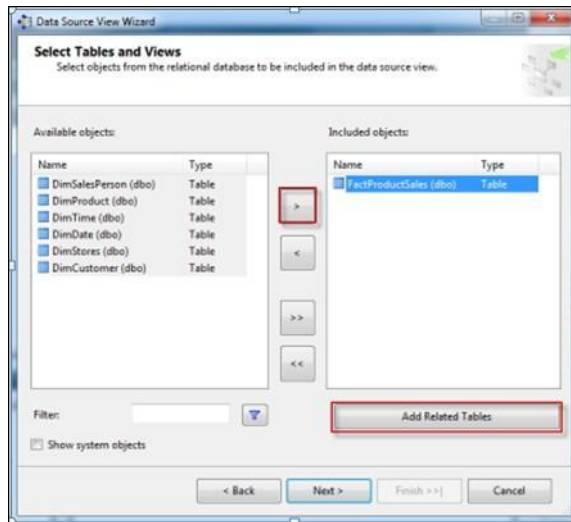 Data Source View Wizard
Select Tables and Views
Select objects from the relational database to be included in the data source view.
Available objects:
Name Type
DimSalesPerson (dbo) Table
DimProduct (dbo) Table
DimTime (dbo) Table
DimDate (dbo) Table
DimStores (dbo) Table
DimCustomer (dbo) Table
>
<
>>
<<
Included objects:
Name Type
FactProductSales (dbo) Table
Filter:
Add Related Tables
Show system objects
< Back Next > Finish >>| Cancel